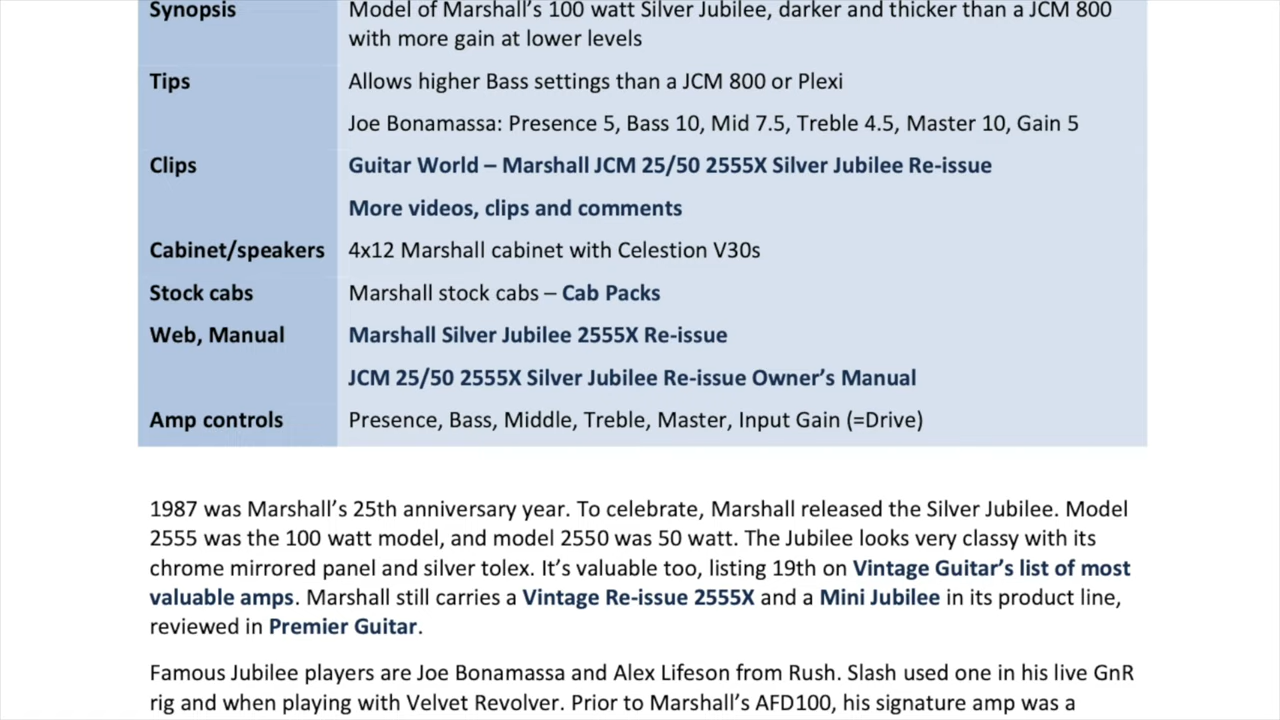 Synopsis Model of Marshall’s 100 watt Silver Jubilee, darker and thicker than a JCM 800
with more gain at lower levels
Tips Allows higher Bass settings than a JCM 800 or Plexi
Joe Bonamassa: Presence 5, Bass 10, Mid 7.5, Treble 4.5, Master 10, Gain 5
Clips Guitar World – Marshall JCM 25/50 2555X Silver Jubilee Re-issue
More videos, clips and comments
Cabinet/speakers 4x12 Marshall cabinet with Celestion V30s
Stock cabs Marshall stock cabs – Cab Packs
Web, Manual Marshall Silver Jubilee 2555X Re-issue
JCM 25/50 2555X Silver Jubilee Re-issue Owner’s Manual
Amp controls Presence, Bass, Middle, Treble, Master, Input Gain (=Drive)
1987 was Marshall’s 25th anniversary year. To celebrate, Marshall released the Silver Jubilee. Model
2555 was the 100 watt model, and model 2550 was 50 watt. The Jubilee looks very classy with its
chrome mirrored panel and silver tolex. It’s valuable too, listing 19th on Vintage Guitar’s list of most
valuable amps. Marshall still carries a Vintage Re-issue 2555X and a Mini Jubilee in its product line,
reviewed in Premier Guitar.
Famous Jubilee players are Joe Bonamassa and Alex Lifeson from Rush. Slash used one in his live GnR
rig and when playing with Velvet Revolver. Prior to Marshall’s AFD100, his signature amp was a